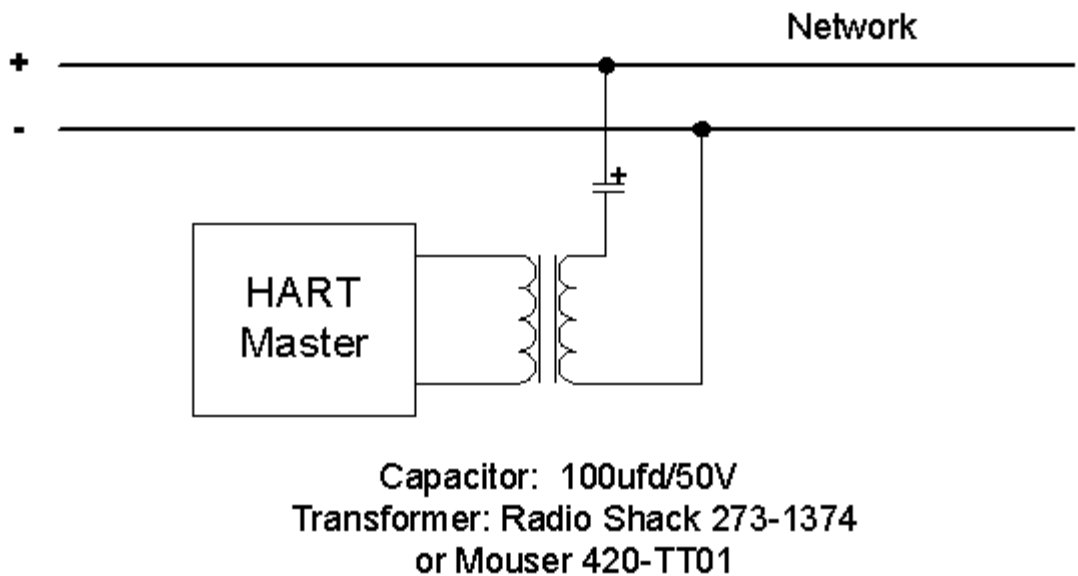 Network
+
-
+
HART
Master
Capacitor: 100ufd/50V
Transformer: Radio Shack 273-1374
or Mouser 420-TT01